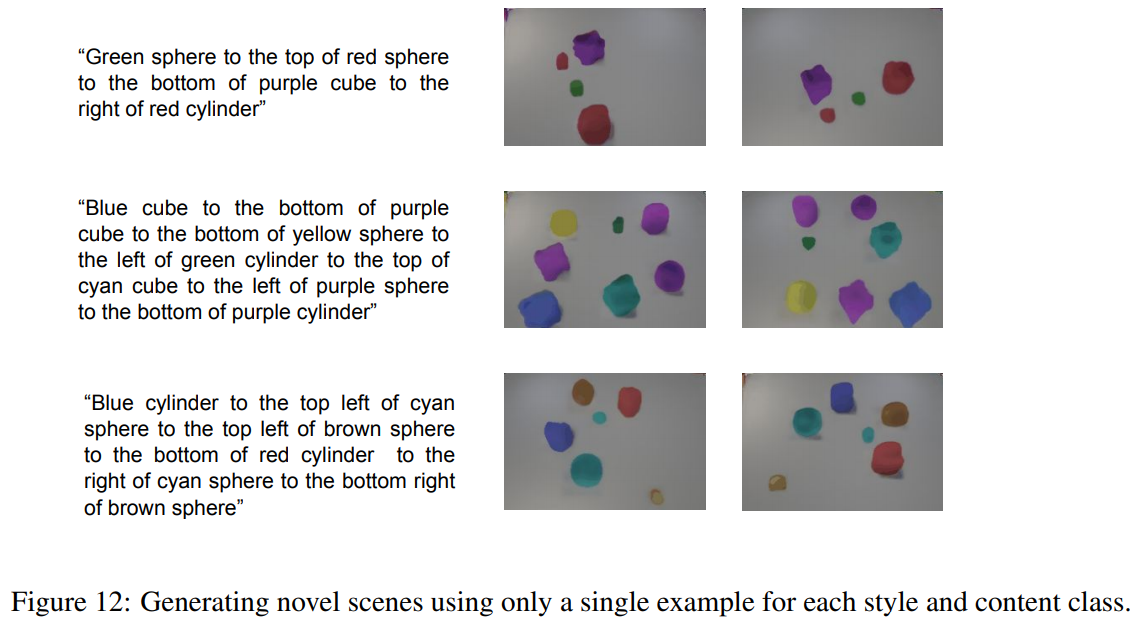 “Green sphere to the top of red sphere
to the bottom of purple cube to the
right of red cylinder”
“Blue cube to the bottom of purple
cube to the bottom of yellow sphere to
the left of green cylinder to the top of
cyan cube to the left of purple sphere
to the bottom of purple cylinder”
“Blue cylinder to the top left of cyan
sphere to the top left of brown sphere
to the bottom of red cylinder to the
right of cyan sphere to the bottom right
of brown sphere”
Figure 12: Generating novel scenes using only a single example for each style and content class.